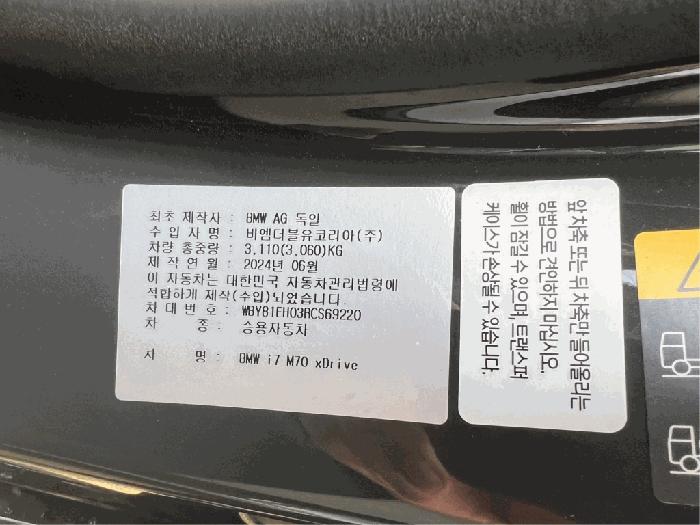 최초 제작사 : BMW AG 독일
수 입 자 명 : 비엔더블유코리아(주)
차량 총중량 : 3,110(3,060)KG
제 작 연 월 : 2024년 06월
이 자동차는 대한민국 자동차관리법령에
적합하게 제작(수입)되었습니다
차 대 번 호 : WBY81EH03RCS69220
차 종 : 승용자동차
차 명 : BMW i7 M70 xDrive
앞 차축 또는 뒤 차축만 들어올리는
방법으로 견인하지 마십시오.
휠이 잠길 수 있으며, 트랜스퍼
케이스가 손상될 수 있습니다.